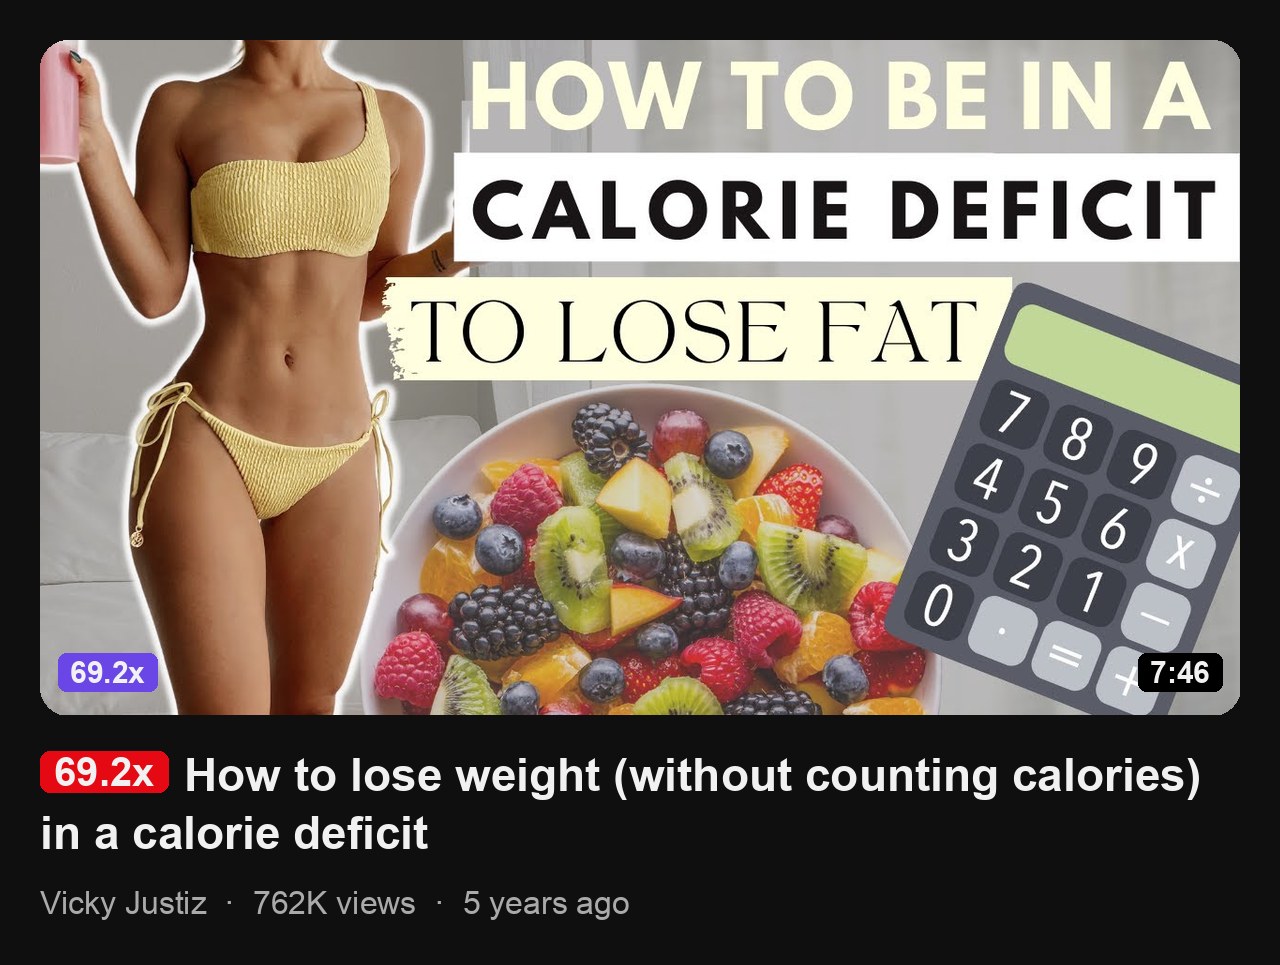 HOW TO BE IN A
CALORIE DEFICIT
TO LOSE FAT
7 8 9 ÷
4 5 6 x
3 2 1 −
0 . = +
69.2x
7:46
69.2x How to lose weight (without counting calories)
in a calorie deficit
Vicky Justiz · 762K views · 5 years ago